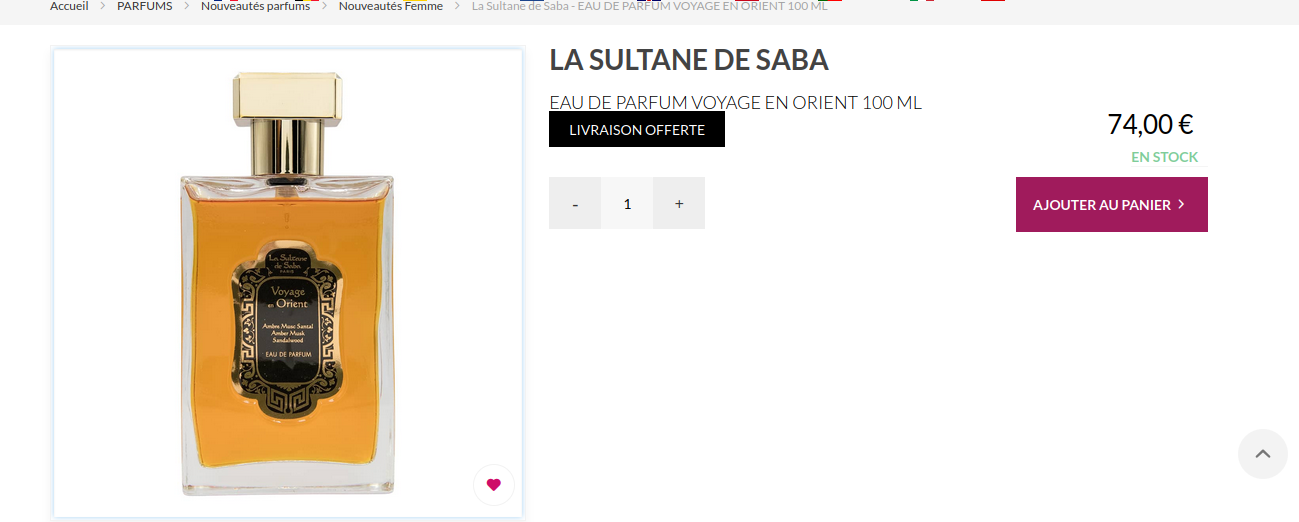 Accueil > PARFUMS > Nouveautés parfums > Nouveautés Femme > La Sultane de Saba - EAU DE PARFUM VOYAGE EN ORIENT 100 ML
LA SULTANE DE SABA
EAU DE PARFUM VOYAGE EN ORIENT 100 ML
LIVRAISON OFFERTE
74,00 €
EN STOCK
- 1 +
AJOUTER AU PANIER >
La Sultane
de Saba
PARIS
Voyage
en Orient
Ambre Musc Santal
Amber Musk
Sandalwood
EAU DE PARFUM